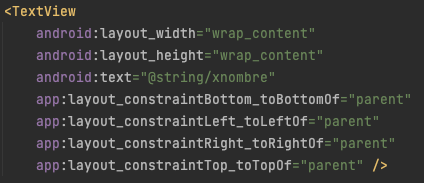 <TextView
android:layout_width="wrap_content"
android:layout_height="wrap_content"
android:text="@string/xnombre"
app:layout_constraintBottom_toBottomOf="parent"
app:layout_constraintLeft_toLeftOf="parent"
app:layout_constraintRight_toRightOf="parent"
app:layout_constraintTop_toTopOf="parent" />